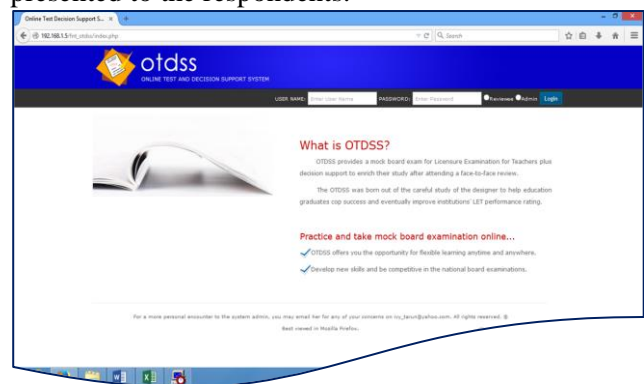 presented to the respondents.
Online Test Decision Support S...
192.168.1.5/lnt_otdss/index.php
Search
otdss
ONLINE TEST AND DECISION SUPPORT SYSTEM
USER NAME: Enter User Name PASSWORD: Enter Password Reviewee Admin Login
What is OTDSS?
OTDSS provides a mock board exam for Licensure Examination for Teachers plus
decision support to enrich their study after attending a face-to-face review.
The OTDSS was born out of the careful study of the designer to help education
graduates cop success and eventually improve institutions' LET performance rating.
Practice and take mock board examination online...
OTDSS offers you the opportunity for flexible learning anytime and anywhere.
Develop new skills and be competitive in the national board examinations.
For a more personal encounter to the system admin, you may email her for any of your concerns on ivy_tarun@yahoo.com. All rights reserved. ®
Best viewed in Mozilla Firefox.